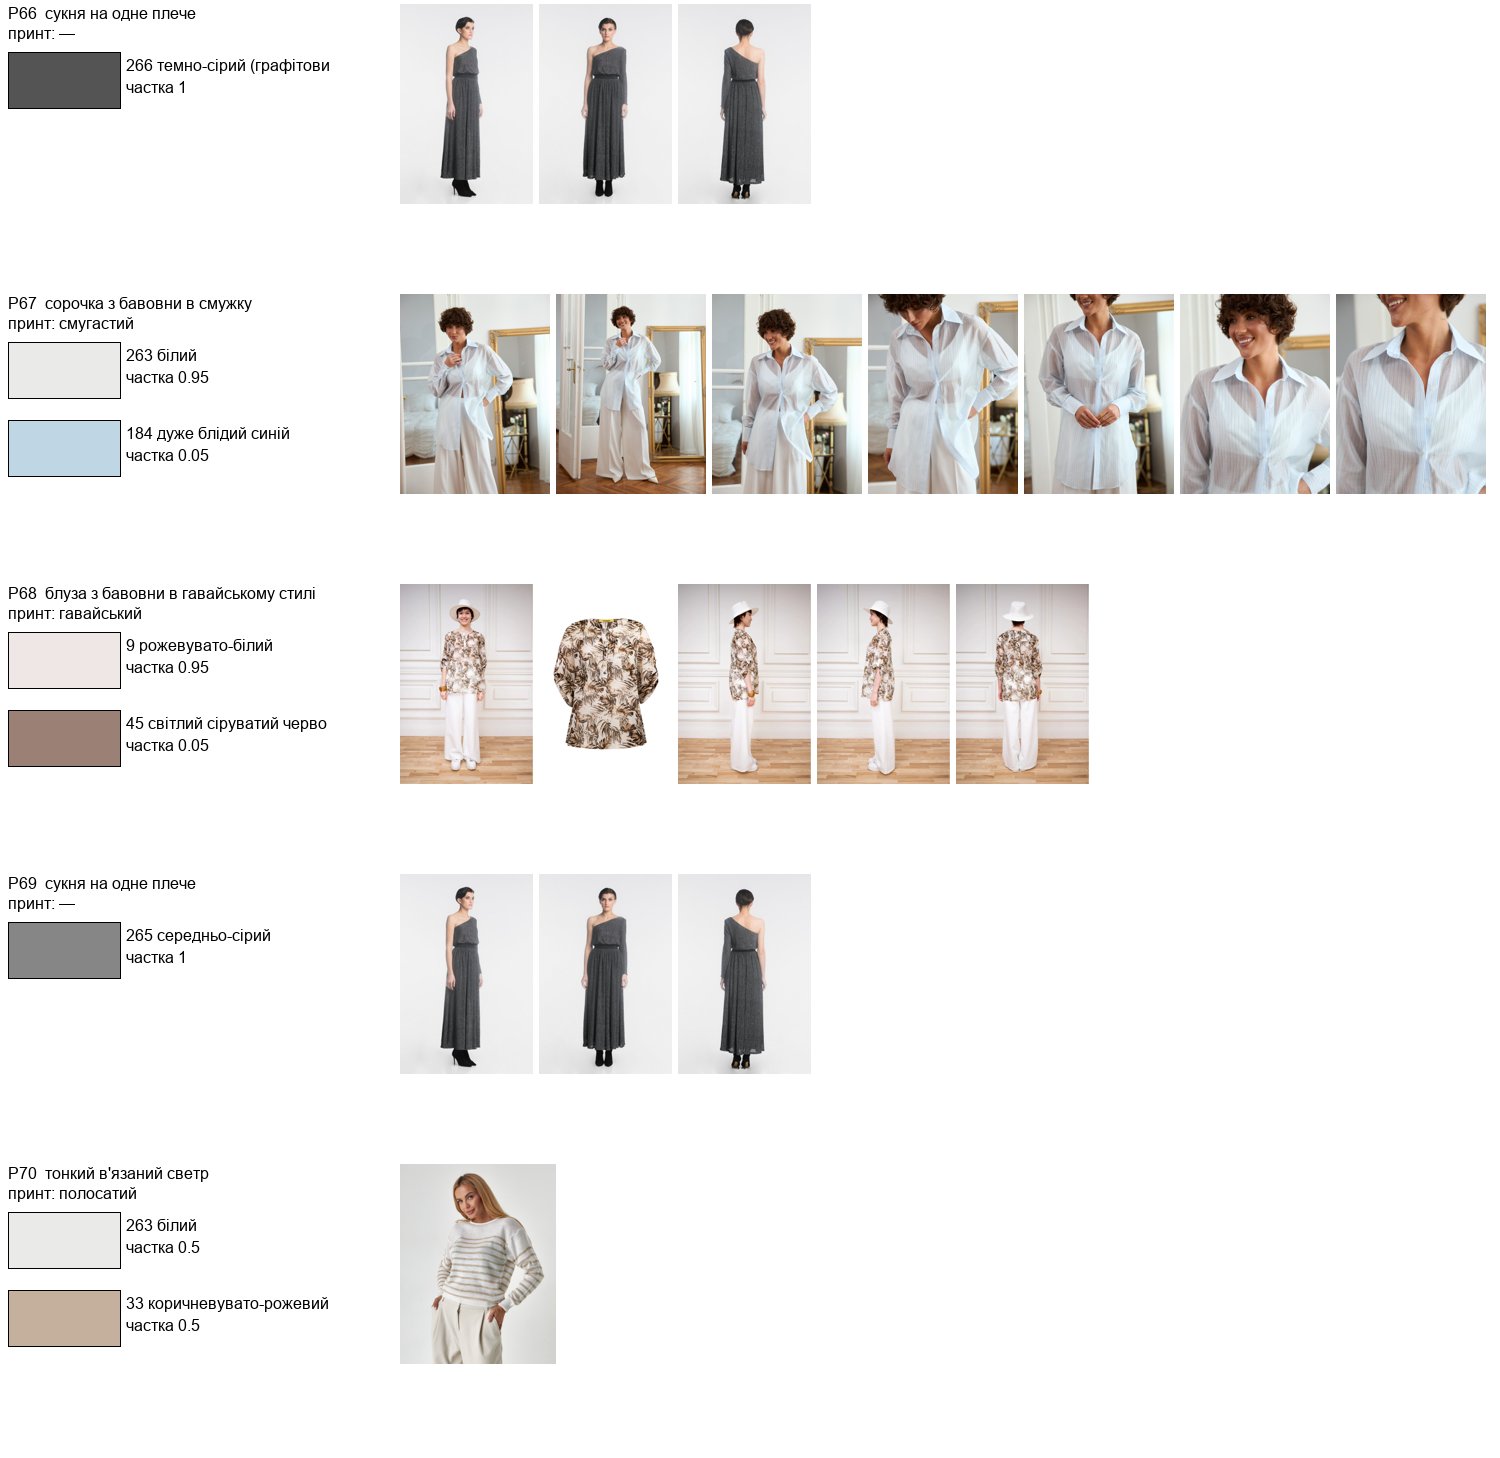 P66 сукня на одне плече
принт: —
266 темно-сірий (графітови
частка 1
P67 сорочка з бавовни в смужку
принт: смугастий
263 білий
частка 0.95
184 дуже блідий синій
частка 0.05
P68 блуза з бавовни в гавайському стилі
принт: гавайський
9 рожевувато-білий
частка 0.95
45 світлий сіруватий черво
частка 0.05
P69 сукня на одне плече
принт: —
265 середньо-сірий
частка 1
P70 тонкий в'язаний светр
принт: полосатий
263 білий
частка 0.5
33 коричневувато-рожевий
частка 0.5